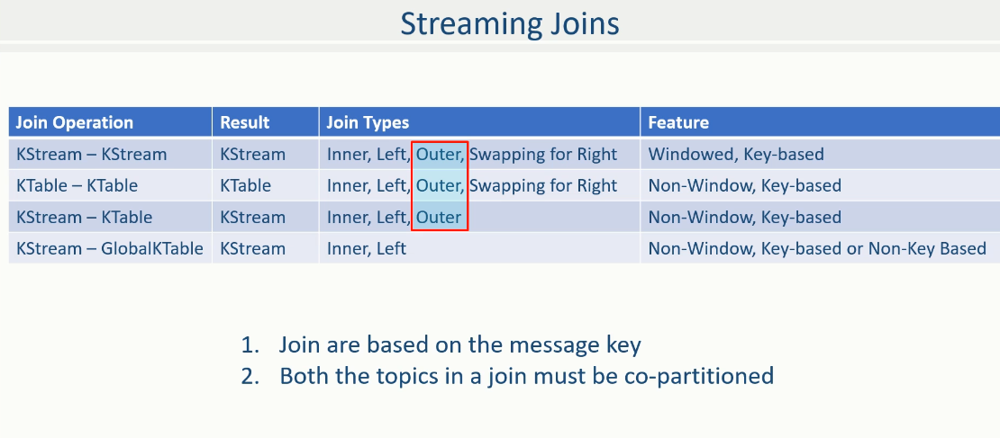 Streaming Joins
Join Operation Result Join Types Feature
KStream – KStream KStream Inner, Left, Outer, Swapping for Right Windowed, Key-based
KTable – KTable KTable Inner, Left, Outer, Swapping for Right Non-Window, Key-based
KStream – KTable KStream Inner, Left, Outer Non-Window, Key-based
KStream – GlobalKTable KStream Inner, Left Non-Window, Key-based or Non-Key Based
1. Join are based on the message key
2. Both the topics in a join must be co-partitioned